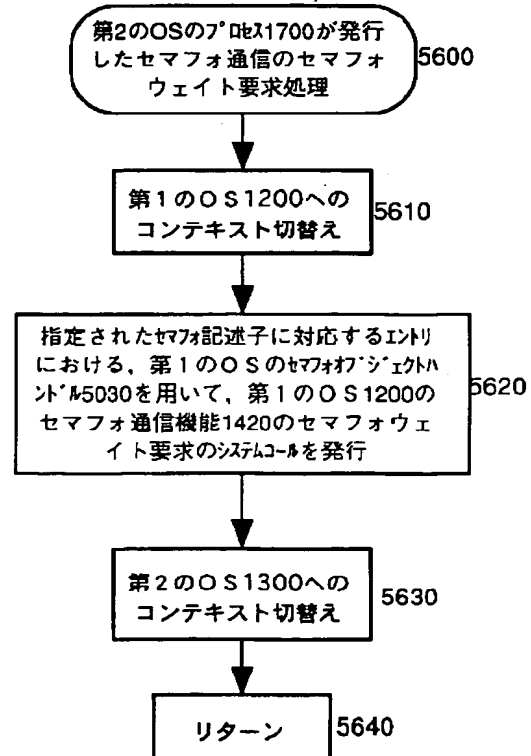 第2のOSのプロセス1700が発行
したセマフォ通信のセマフォ
ウェイト要求処理
5600
第1のOS1200への
コンテキスト切替え
5610
指定されたセマフォ記述子に対応するエントリ
における，第1のOSのセマフォオブジェクトハ
ンドル5030を用いて，第1のOS1200の
セマフォ通信機能1420のセマフォウェ
イト要求のシステムコールを発行
5620
第2のOS1300への
コンテキスト切替え
5630
リターン
5640